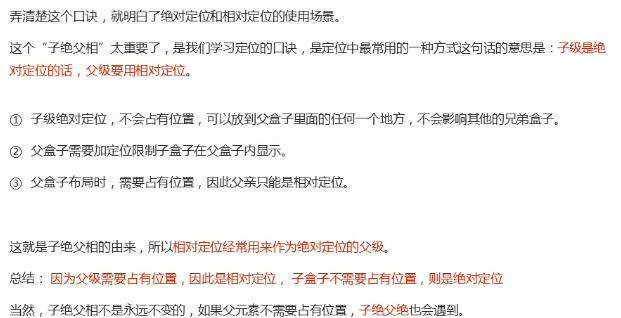 弄清楚这个口诀，就明白了绝对定位和相对定位的使用场景。
这个“子绝父相”太重要了，是我们学习定位的口诀，是定位中最常用的一种方式这句话的意思是：子级是绝
对定位的话，父级要用相对定位。
① 子级绝对定位，不会占有位置，可以放到父盒子里面的任何一个地方，不会影响其他的兄弟盒子。
② 父盒子需要加定位限制子盒子在父盒子内显示。
③ 父盒子布局时，需要占有位置，因此父亲只能是相对定位。
这就是子绝父相的由来，所以相对定位经常用来作为绝对定位的父级。
总结： 因为父级需要占有位置，因此是相对定位， 子盒子不需要占有位置，则是绝对定位
当然，子绝父相不是永远不变的，如果父元素不需要占有位置，子绝父绝也会遇到。